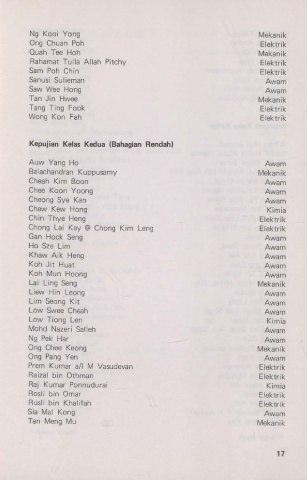 Ng Kooi Yong Mekanik
Ong Chuan Poh Elektrik
Quah Tee Hoh Mekanik
Rahamat Tulla Allah Pitchy Elektrik
Sam Poh Chin Elektrik
Sanusi Sulieman Awam
Saw Wee Hong Awam
Tan Jin Hwee Mekanik
Tang Ting Fook Elektrik
Wong Kon Fah Elektrik
Kepujian Kelas Kedua (Bahagian Rendah)
Auw Yang Ho Awam
Balachandran Kuppusamy Mekanik
Cheah Kim Boon Awam
Chee Koon Yoong Awam
Cheong Sye Kan Awam
Chew Kew Hong Kimia
Chin Thye Heng Elektrik
Chong Lai Key @ Chong Kim Leng Elektrik
Gan Hock Seng Awam
Ho Sze Lim Awam
Khaw Aik Heng Awam
Koh Jit Huat Awam
Koh Mun Hoong Awam
Lai Ling Seng Mekanik
Liew Hin Leong Awam
Lim Seong Kit Awam
Low Swee Cheah Awam
Low Tiong Len Kimia
Mohd Nazeri Salleh Awam
Ng Pek Har Awam
Ong Chee Keong Mekanik
Ong Pang Yen Awam
Prem Kumar a/l M Vasudevan Elektrik
Raizal bin Othman Elektrik
Raj Kumar Ponnudurai Kimia
Rosli bin Omar Elektrik
Rusli bin Khalifah Elektrik
Sia Mai Kong Awam
Tan Meng Mu Mekanik
17